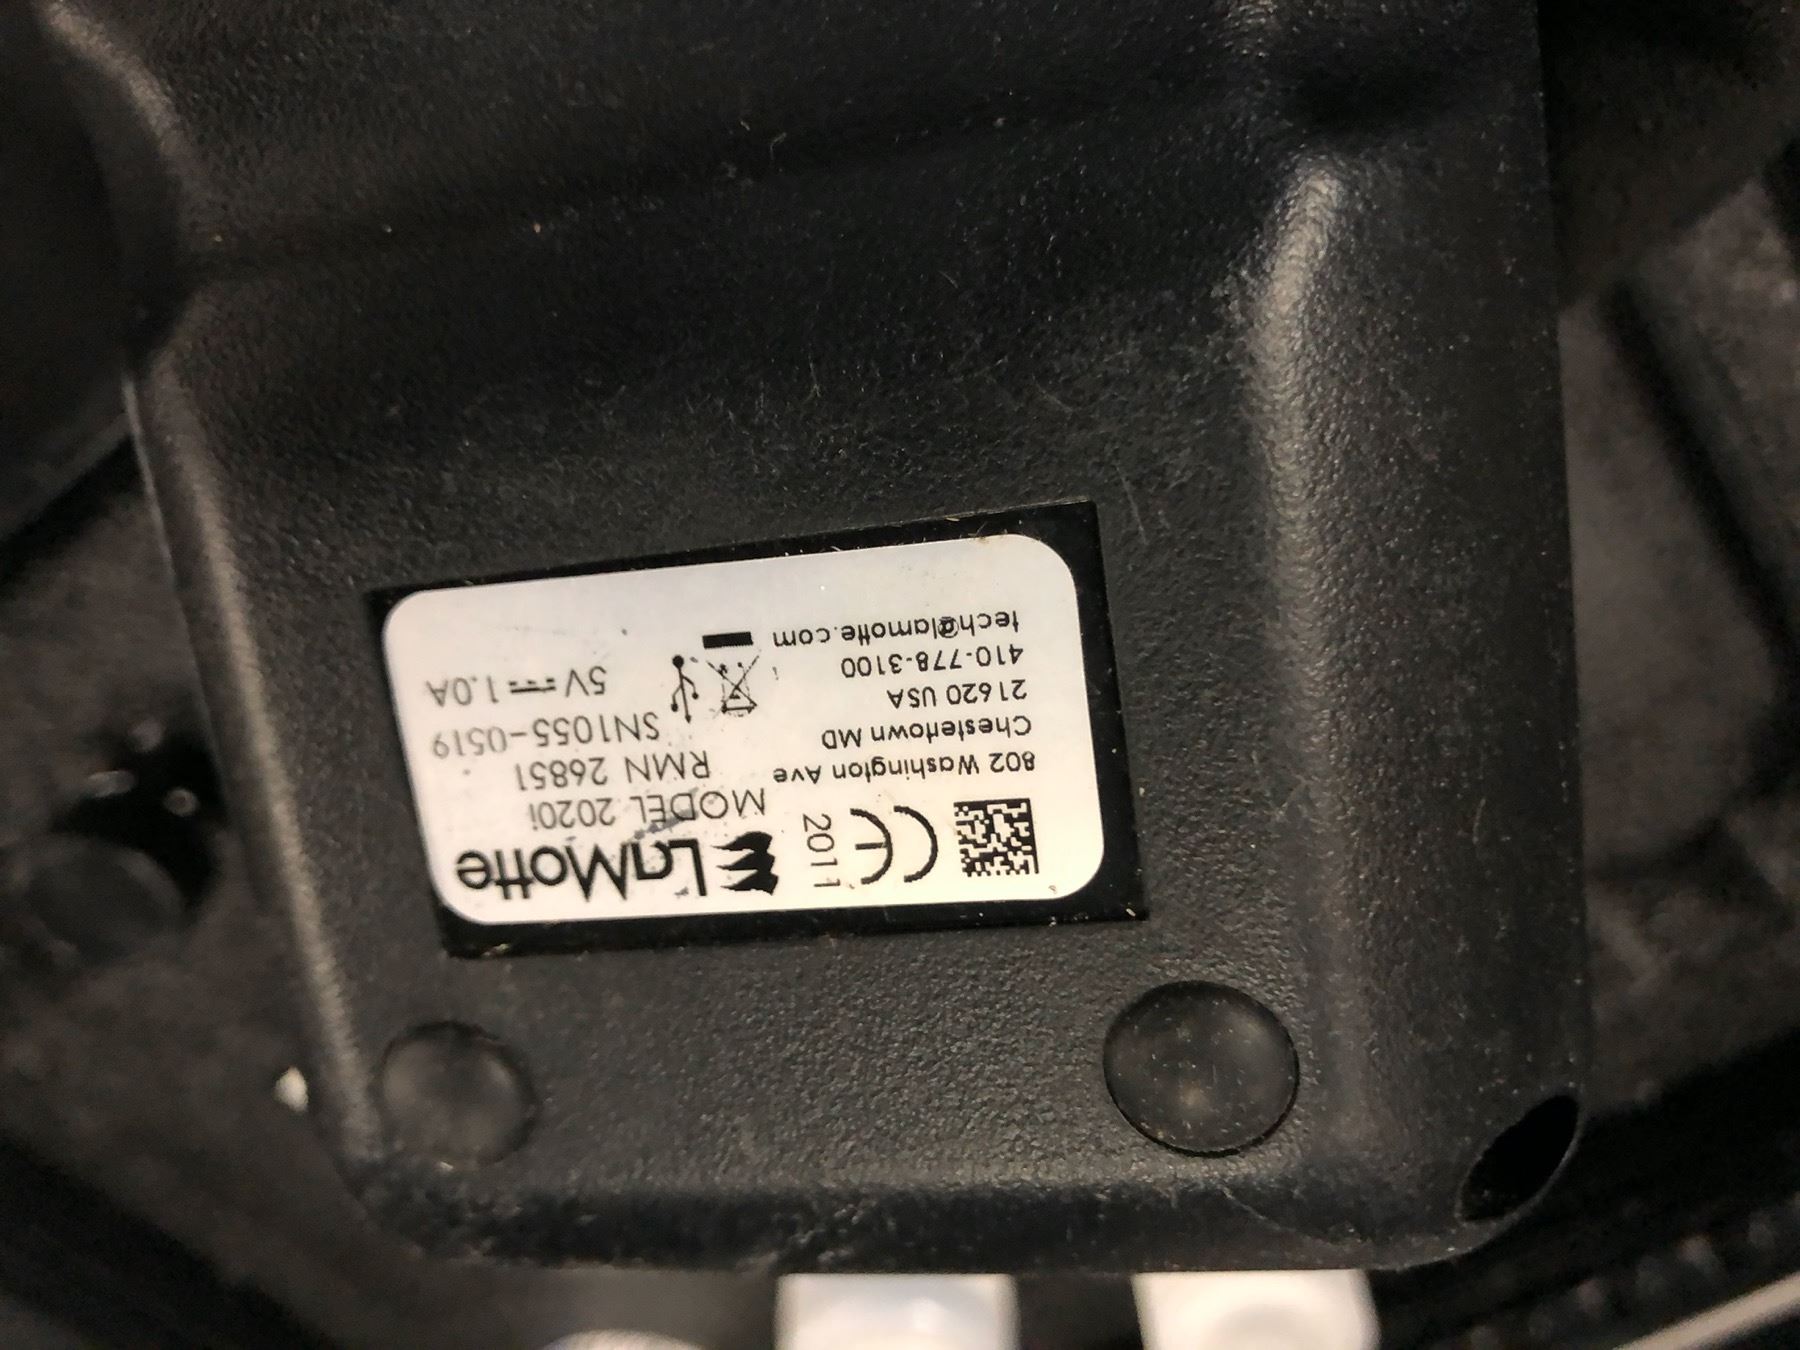 LaMotte
MODEL 2020i
RMN 26851
SN1055-0519
5V 1.0A
CE
2011
802 Washington Ave
Chestertown MD
21620 USA
410-778-3100
tech@lamotte.com